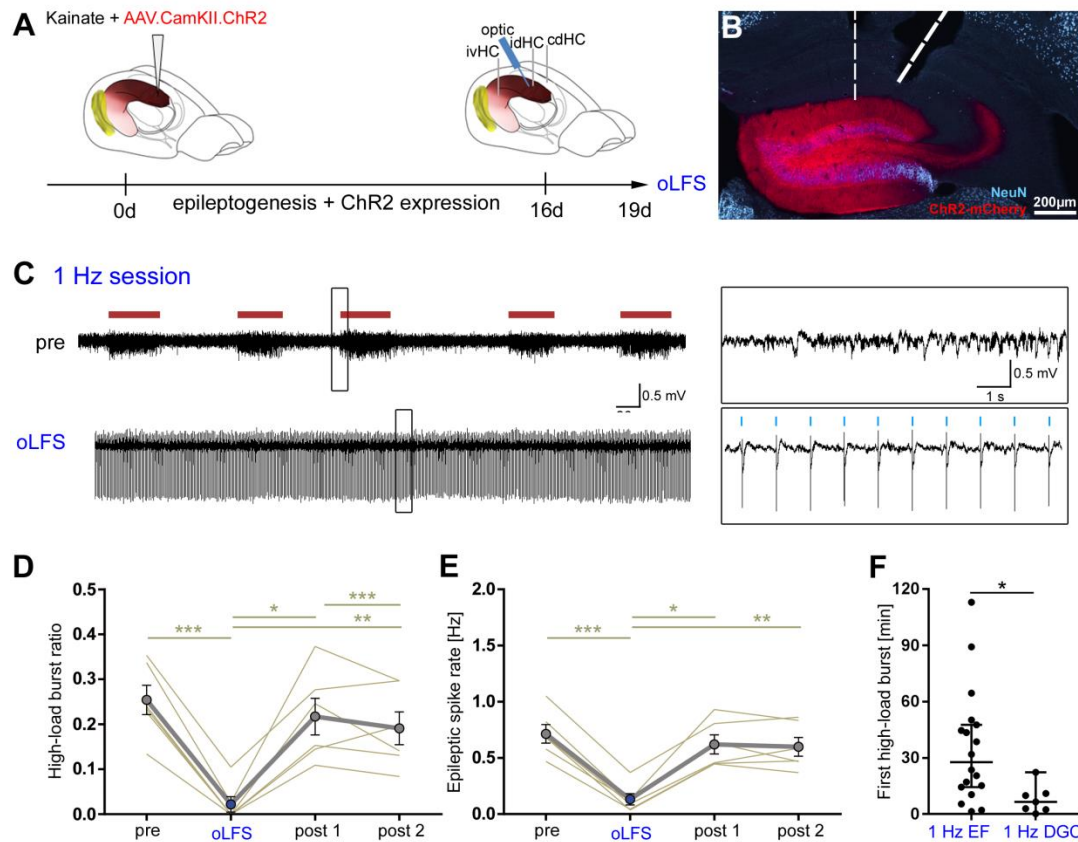 A
Kainate + AAV.CamKII.ChR2
optic
ivHC idHC cdHC
0d
epileptogenesis + ChR2 expression
16d
19d
oLFS
B
NeuN
ChR2-mCherry
200µm
C 1 Hz session
pre
0.5 mV
0.5 mV
1 s
oLFS
D
High-load burst ratio
0.5
0.4
0.3
0.2
0.1
0.0
***
*
***
**
pre
oLFS
post 1
post 2
E
Epileptic spike rate [Hz]
2.0
1.5
1.0
0.5
0.0
***
*
**
pre
oLFS
post 1
post 2
F
First high-load burst [min]
120
90
60
30
0
*
1 Hz EF
1 Hz DGC